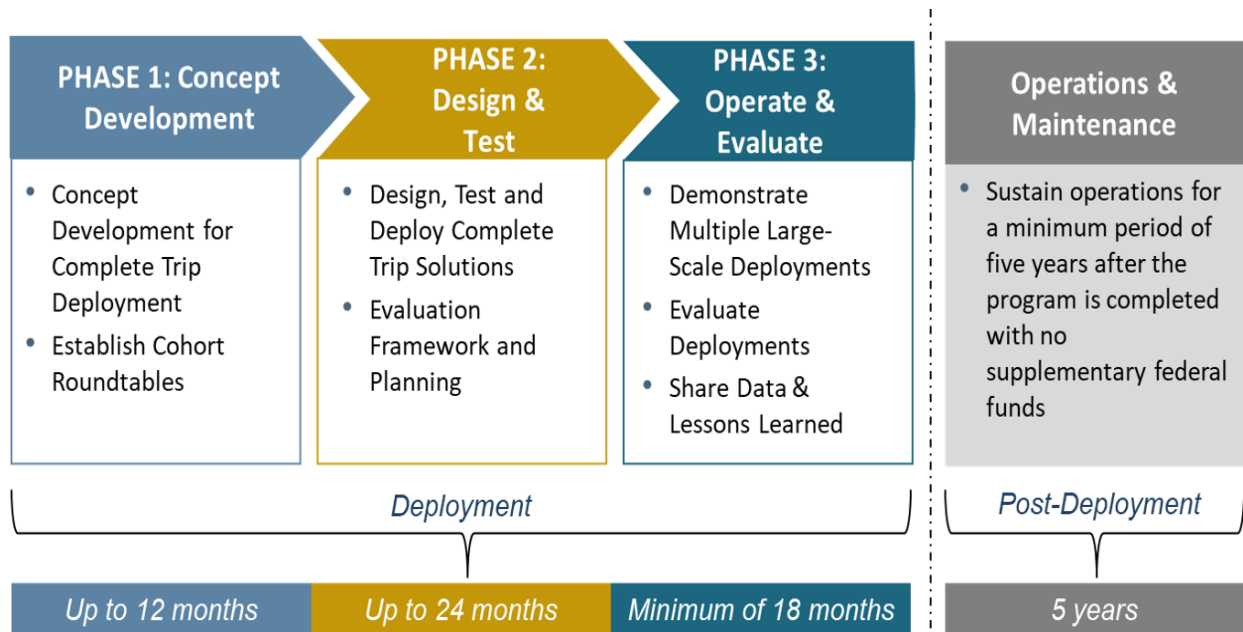 PHASE 1: Concept
Development
PHASE 2:
Design &
Test
PHASE 3:
Operate &
Evaluate
Operations &
Maintenance
• Concept
Development for
Complete Trip
Deployment
• Establish Cohort
Roundtables
• Design, Test and
Deploy Complete
Trip Solutions
• Evaluation
Framework and
Planning
• Demonstrate
Multiple Large-
Scale Deployments
• Evaluate
Deployments
• Share Data &
Lessons Learned
• Sustain operations for
a minimum period of
five years after the
program is completed
with no
supplementary federal
funds
Deployment
Post-Deployment
Up to 12 months
Up to 24 months
Minimum of 18 months
5 years